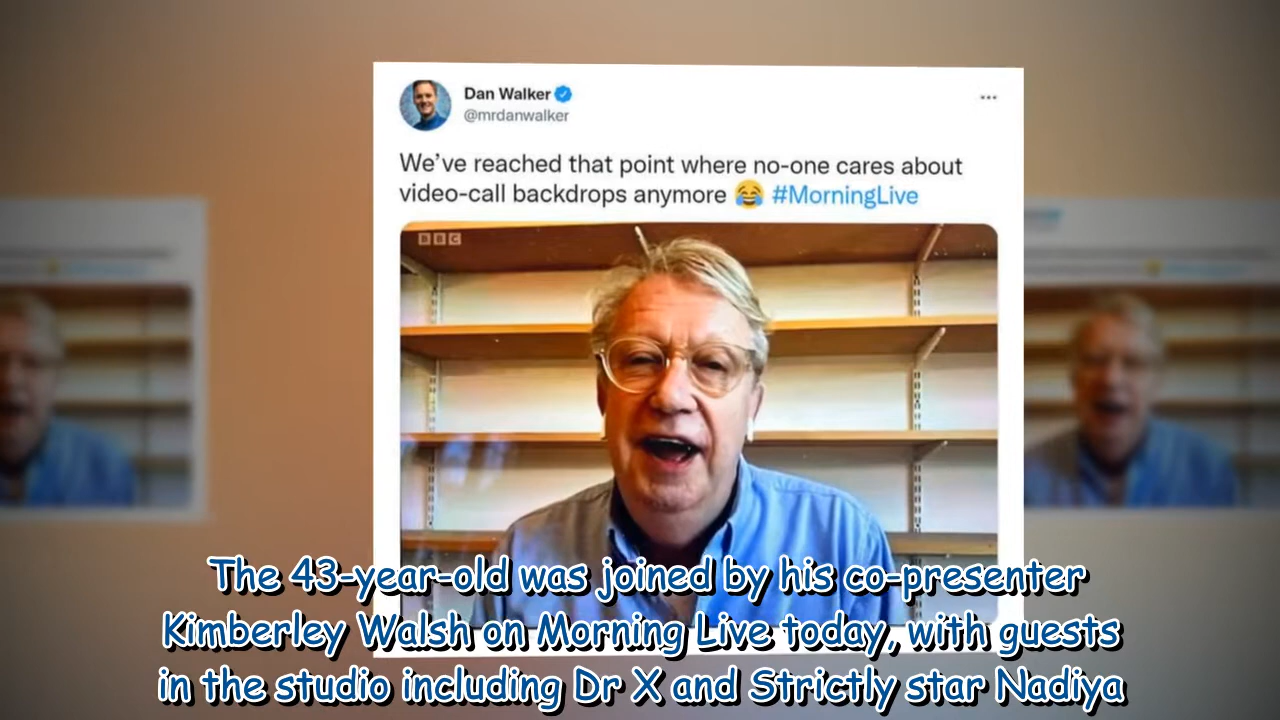 Dan Walker
@mrdanwalker
We've reached that point where no-one cares about
video-call backdrops anymore 😂 #MorningLive
BBC
The 43-year-old was joined by his co-presenter
Kimberley Walsh on Morning Live today, with guests
in the studio including Dr X and Strictly star Nadiya